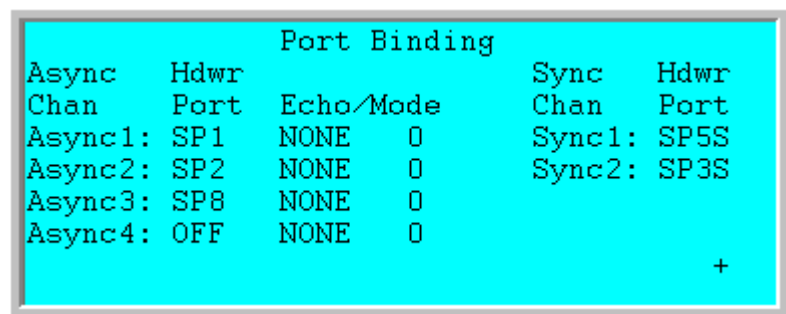 Port Binding
Async Hdwr Sync Hdwr
Chan Port Echo/Mode Chan Port
Async1: SP1 NONE 0 Sync1: SP5S
Async2: SP2 NONE 0 Sync2: SP3S
Async3: SP8 NONE 0
Async4: OFF NONE 0
+